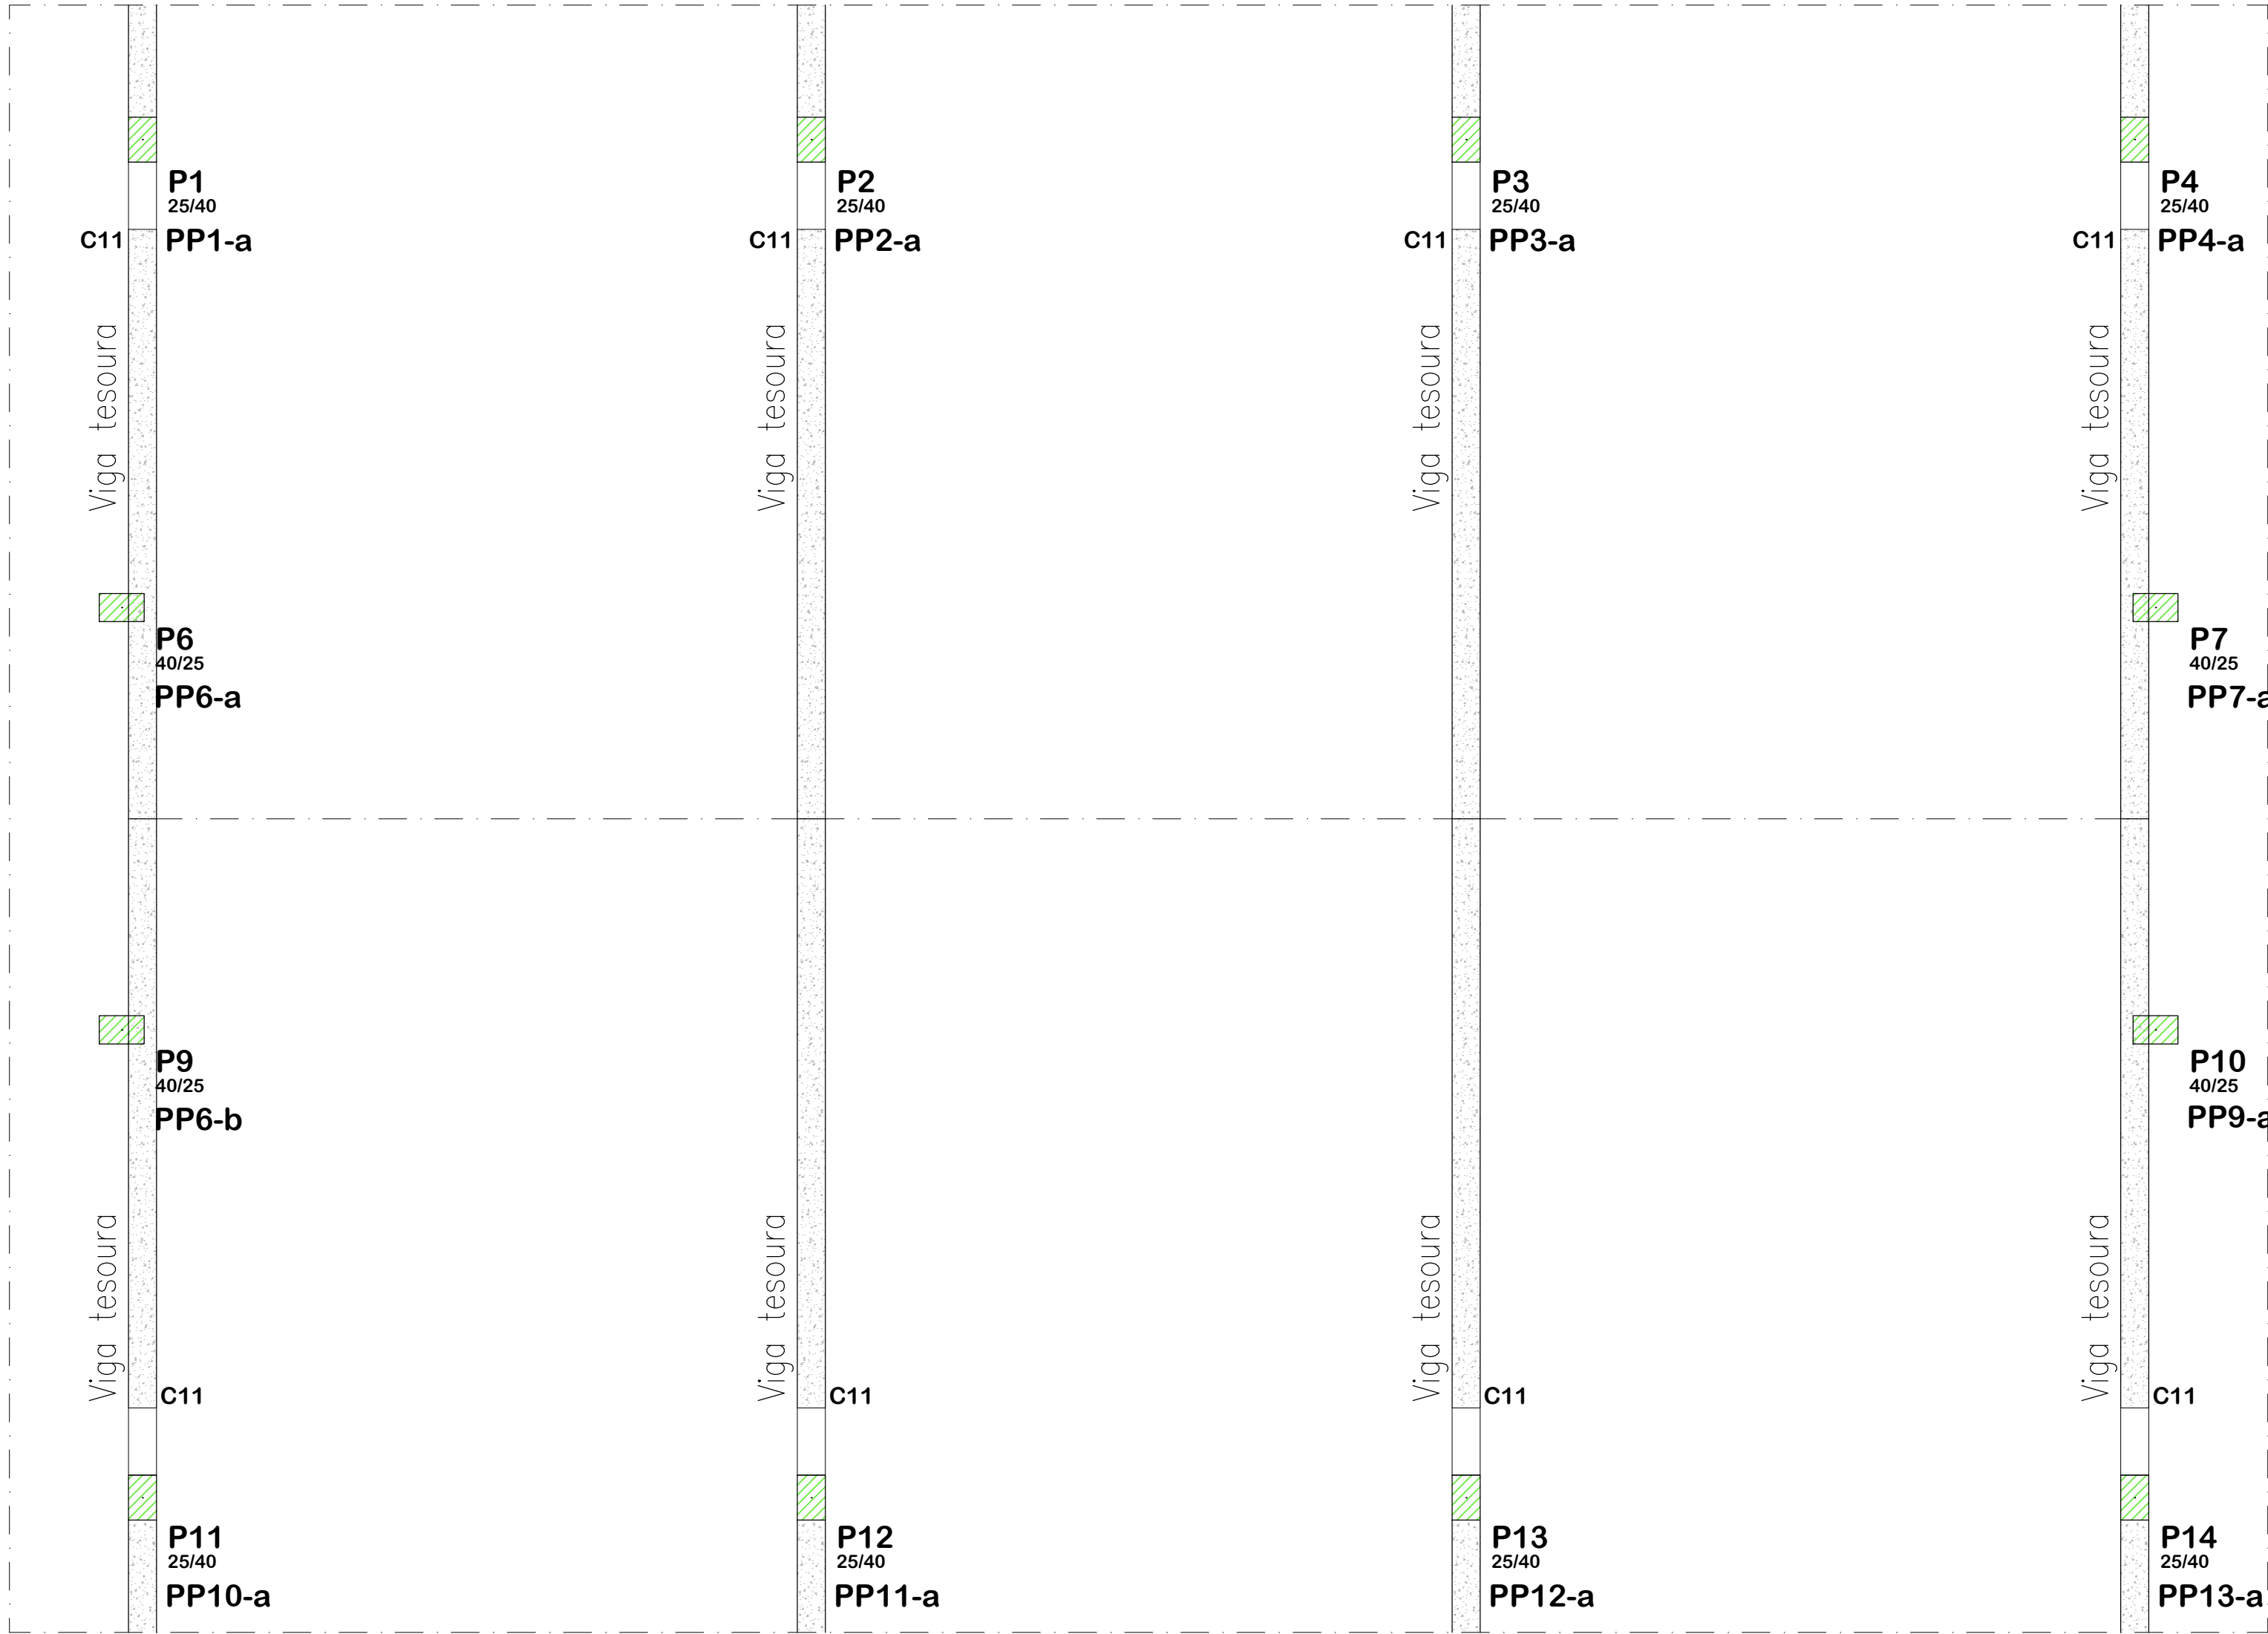 P1
25/40
C11 PP1-a
P2
25/40
C11 PP2-a
P3
25/40
C11 PP3-a
P4
25/40
C11 PP4-a
Viga tesoura
Viga tesoura
Viga tesoura
Viga tesoura
P6
40/25
PP6-a
P7
40/25
PP7-a
P9
40/25
PP6-b
P10
40/25
PP9-a
Viga tesoura
Viga tesoura
Viga tesoura
Viga tesoura
C11
C11
C11
C11
P11
25/40
PP10-a
P12
25/40
PP11-a
P13
25/40
PP12-a
P14
25/40
PP13-a